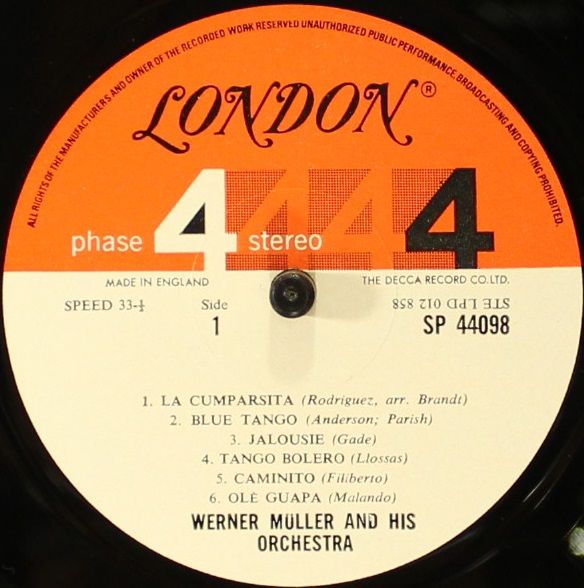 ALL RIGHTS OF THE MANUFACTURERS AND OWNER OF THE RECORDED WORK RESERVED UNAUTHORIZED PUBLIC PERFORMANCE BROADCASTING AND COPYING PROHIBITED.
LONDON®
phase 4 stereo 4
MADE IN ENGLAND THE DECCA RECORD CO.LTD.
SPEED 33-⅓ Side STE LPD 012 858
1 SP 44098
1. LA CUMPARSITA (Rodriguez, arr. Brandt)
2. BLUE TANGO (Anderson; Parish)
3. JALOUSIE (Gade)
4. TANGO BOLERO (Llossas)
5. CAMINITO (Filiberto)
6. OLÈ GUAPA (Malando)
WERNER MÜLLER AND HIS
ORCHESTRA